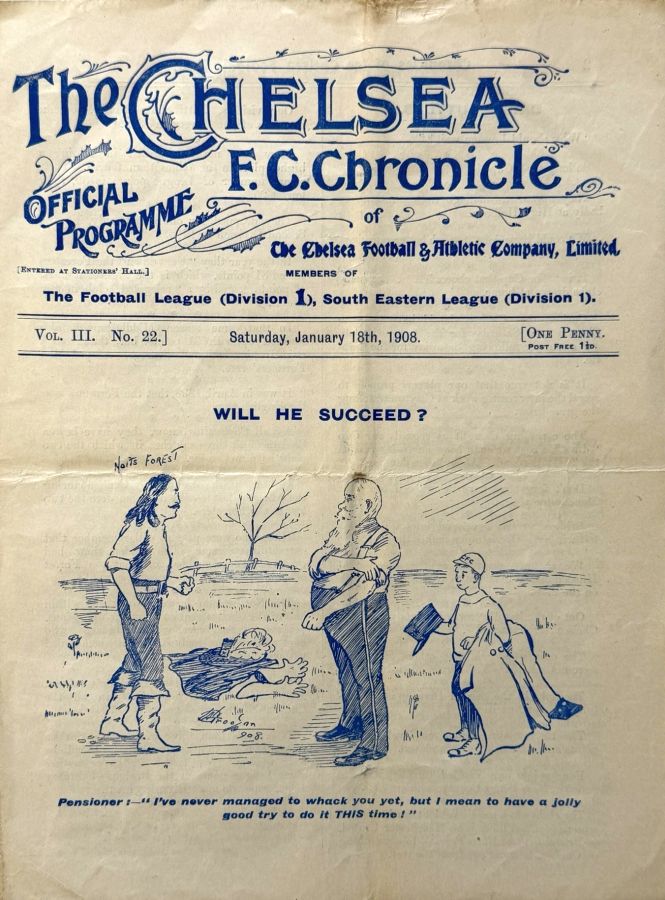 The CHELSEA
F.C. Chronicle
OFFICIAL
PROGRAMME
of
The Chelsea Football & Athletic Company, Limited.
[ENTERED AT STATIONERS' HALL.]
MEMBERS OF
The Football League (Division 1), South Eastern League (Division 1).
VOL. III. No. 22.]
Saturday, January 18th, 1908.
[ONE PENNY.
POST FREE 1½D.
WILL HE SUCCEED?
NOTTS FOREST
908.
Pensioner:—"I've never managed to whack you yet, but I mean to have a jolly
good try to do it THIS time!"